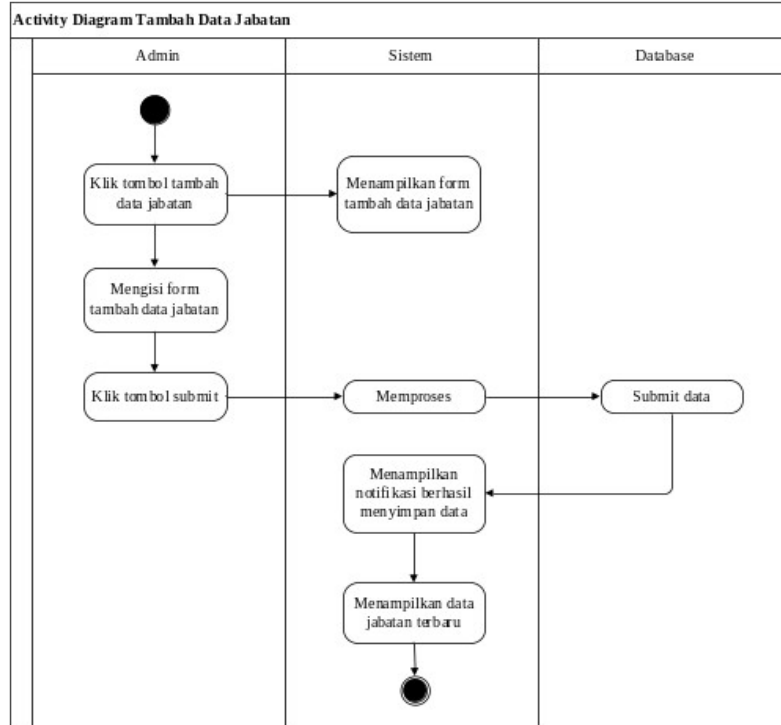 Activity Diagram Tambah Data Jabatan
Admin
Sistem
Database
Klik tombol tambah
data jabatan
Menampilkan form
tambah data jabatan
Mengisi form
tambah data jabatan
Klik tombol submit
Memproses
Submit data
Menampilkan
notifikasi berhasil
menyimpan data
Menampilkan data
jabatan terbaru